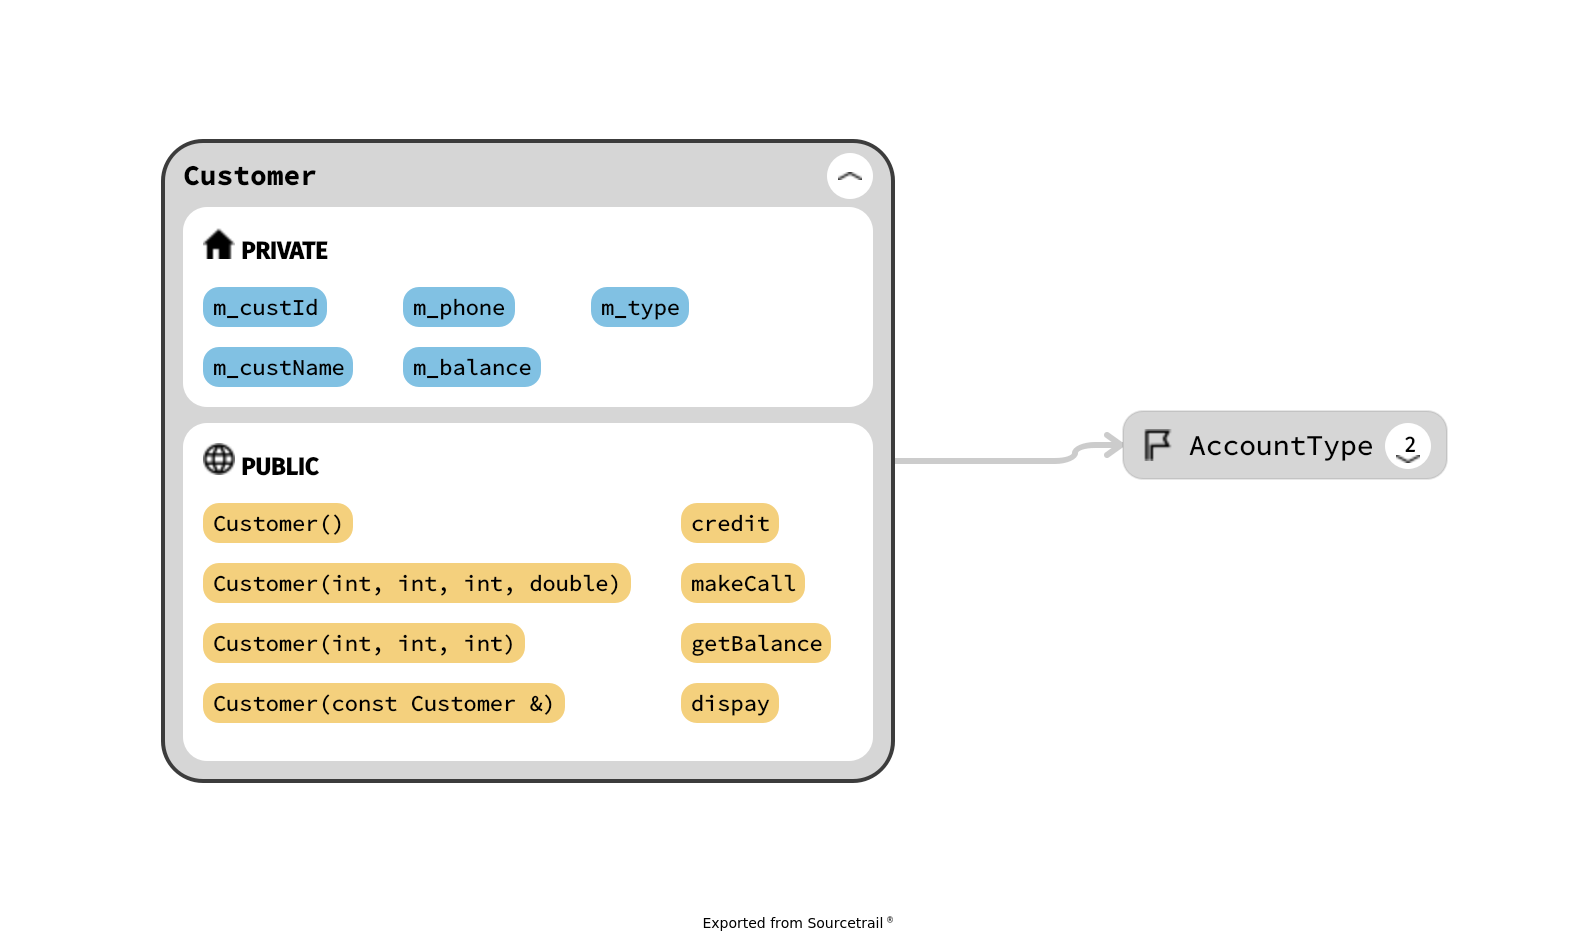 Customer
PRIVATE
m_custId m_phone m_type
m_custName m_balance
PUBLIC
Customer() credit
Customer(int, int, int, double) makeCall
Customer(int, int, int) getBalance
Customer(const Customer &) dispay
AccountType 2
Exported from Sourcetrail ®